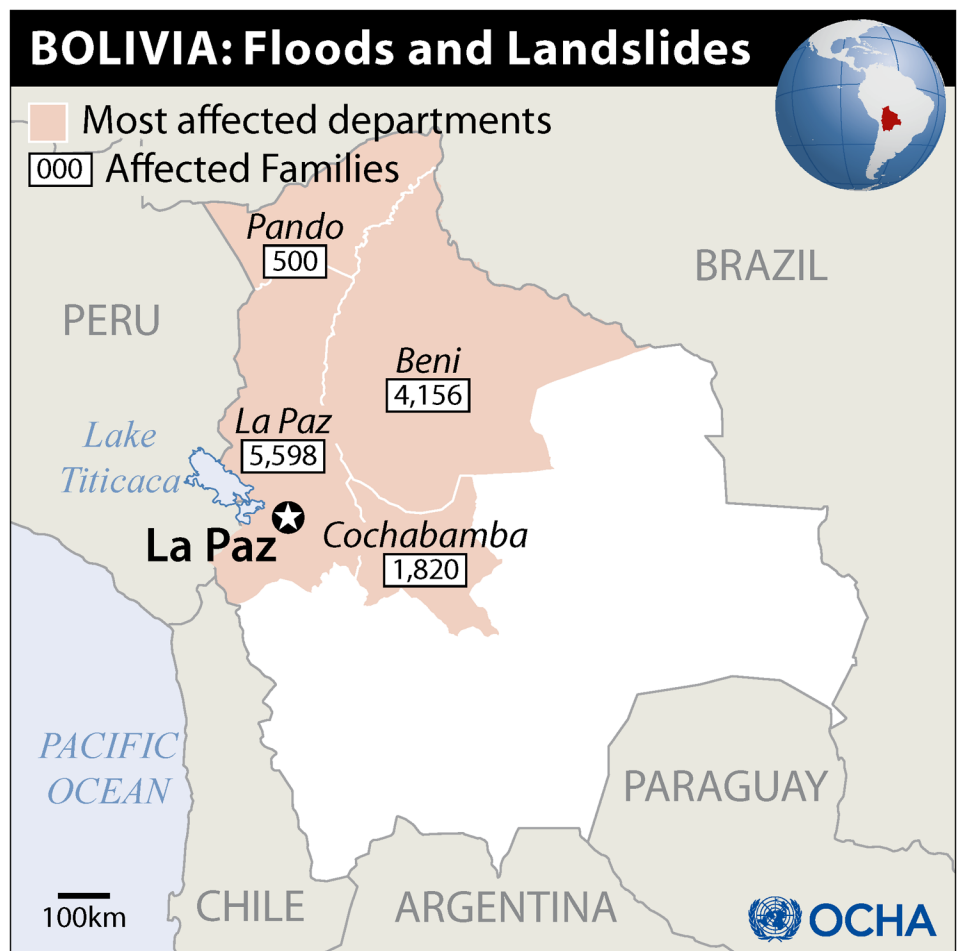 BOLIVIA: Floods and Landslides
Most affected departments
000 Affected Families
Pando
500
BRAZIL
PERU
Beni
4,156
La Paz
5,598
Lake
Titicaca
La Paz
Cochabamba
1,820
PACIFIC
OCEAN
PARAGUAY
CHILE
ARGENTINA
100km
OCHA